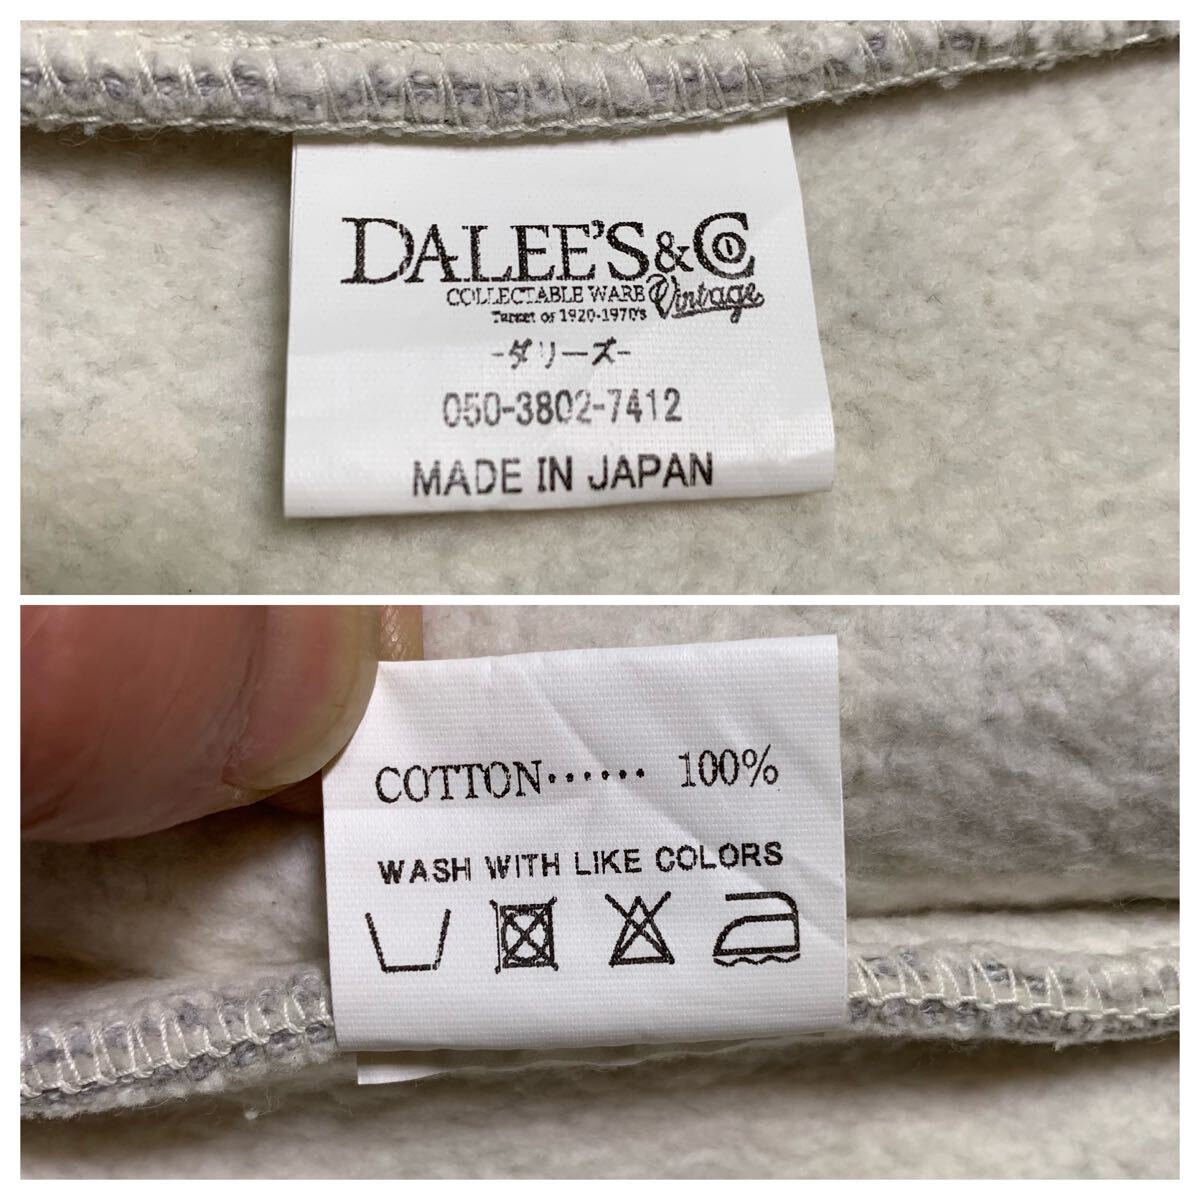 DALEE'S & Co
COLLECTABLE WARE Vintage
Target of 1920-1970's
-ダリーズ-
050-3802-7412
MADE IN JAPAN
COTTON······ 100%
WASH WITH LIKE COLORS